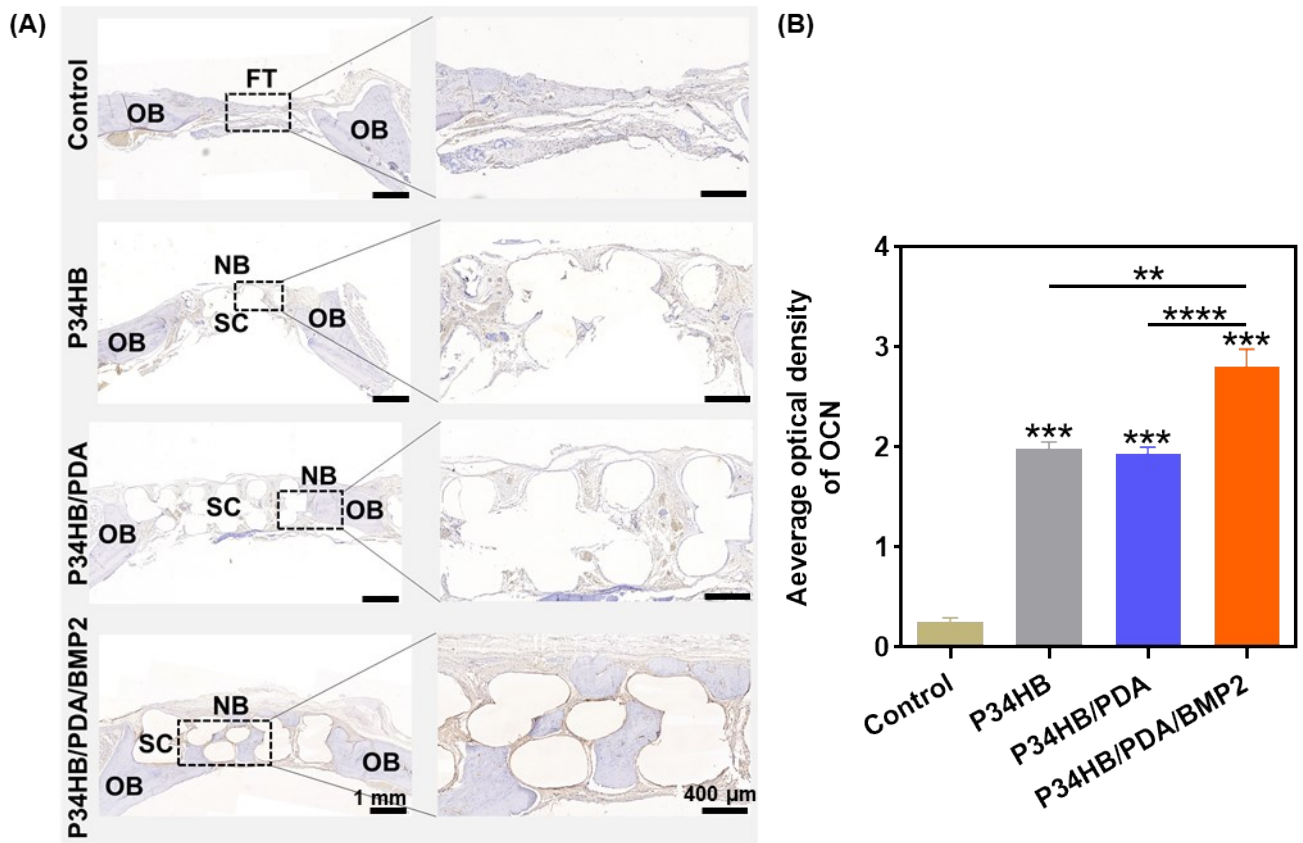 (A)
Control
FT
OB
OB
P34HB
NB
SC
OB
OB
P34HB/PDA
NB
SC
OB
OB
P34HB/PDA/BMP2
NB
SC
OB
OB
1 mm
400 μm
(B)
Aeverage optical density
of OCN
4
3
2
1
0
**
****
***
***
***
Control
P34HB
P34HB/PDA
P34HB/PDA/BMP2